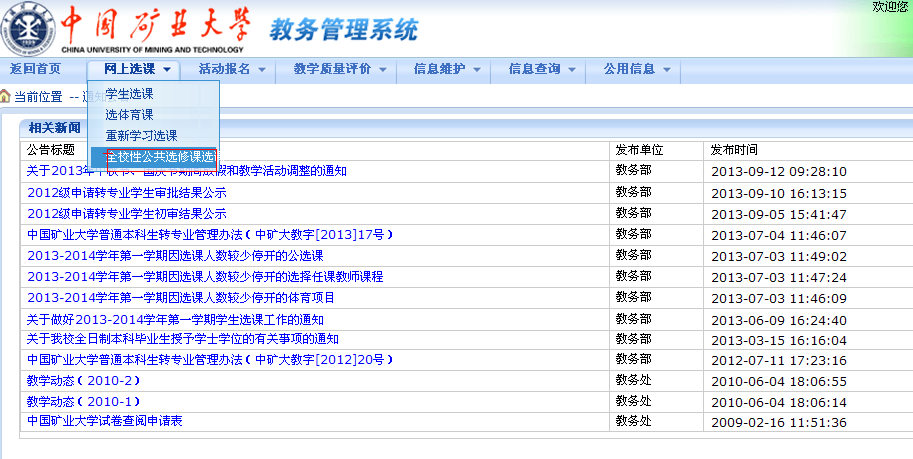 欢迎您
中国矿业大学 教务管理系统
CHINA UNIVERSITY OF MINING AND TECHNOLOGY
返回首页 网上选课 活动报名 教学质量评价 信息维护 信息查询 公用信息
当前位置 -- 通知
学生选课
选体育课
重新学习选课
全校性公共选修课选
相关新闻
公告标题 发布单位 发布时间
关于2013年中秋节、国庆节期间放假和教学活动调整的通知 教务部 2013-09-12 09:28:10
2012级申请转专业学生审批结果公示 教务部 2013-09-10 16:13:15
2012级申请转专业学生初审结果公示 教务部 2013-09-05 15:41:47
中国矿业大学普通本科生转专业管理办法(中矿大教字[2013]17号) 教务部 2013-07-04 11:46:07
2013-2014学年第一学期因选课人数较少停开的公选课 教务部 2013-07-03 11:49:02
2013-2014学年第一学期因选课人数较少停开的选择任课教师课程 教务部 2013-07-03 11:47:24
2013-2014学年第一学期因选课人数较少停开的体育项目 教务部 2013-07-03 11:46:09
关于做好2013-2014学年第一学期学生选课工作的通知 教务部 2013-06-09 16:24:40
关于我校全日制本科毕业生授予学士学位的有关事项的通知 教务部 2013-03-15 16:16:04
中国矿业大学普通本科生转专业管理办法(中矿大教字[2012]20号) 教务部 2012-07-11 17:23:16
教学动态(2010-2) 教务处 2010-06-04 18:06:55
教学动态(2010-1) 教务处 2010-06-04 18:06:14
中国矿业大学试卷查阅申请表 教务处 2009-02-16 11:51:36